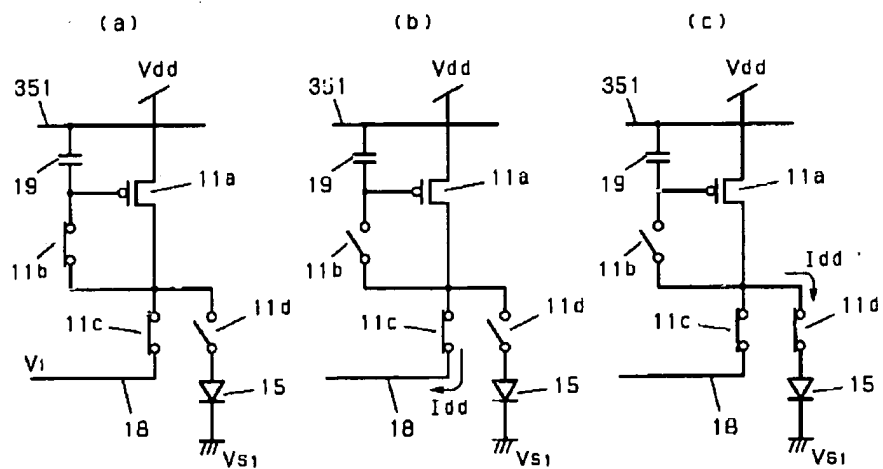 (a) (b) (c)
Vdd Vdd Vdd
351 351 351
19 11a 19 11a 19 11a
11b 11b 11b Idd
11c 11d 11c 11d 11c 11d
Vi 15 Idd 15 15
18 18 18
Vs1 Vs1 Vs1